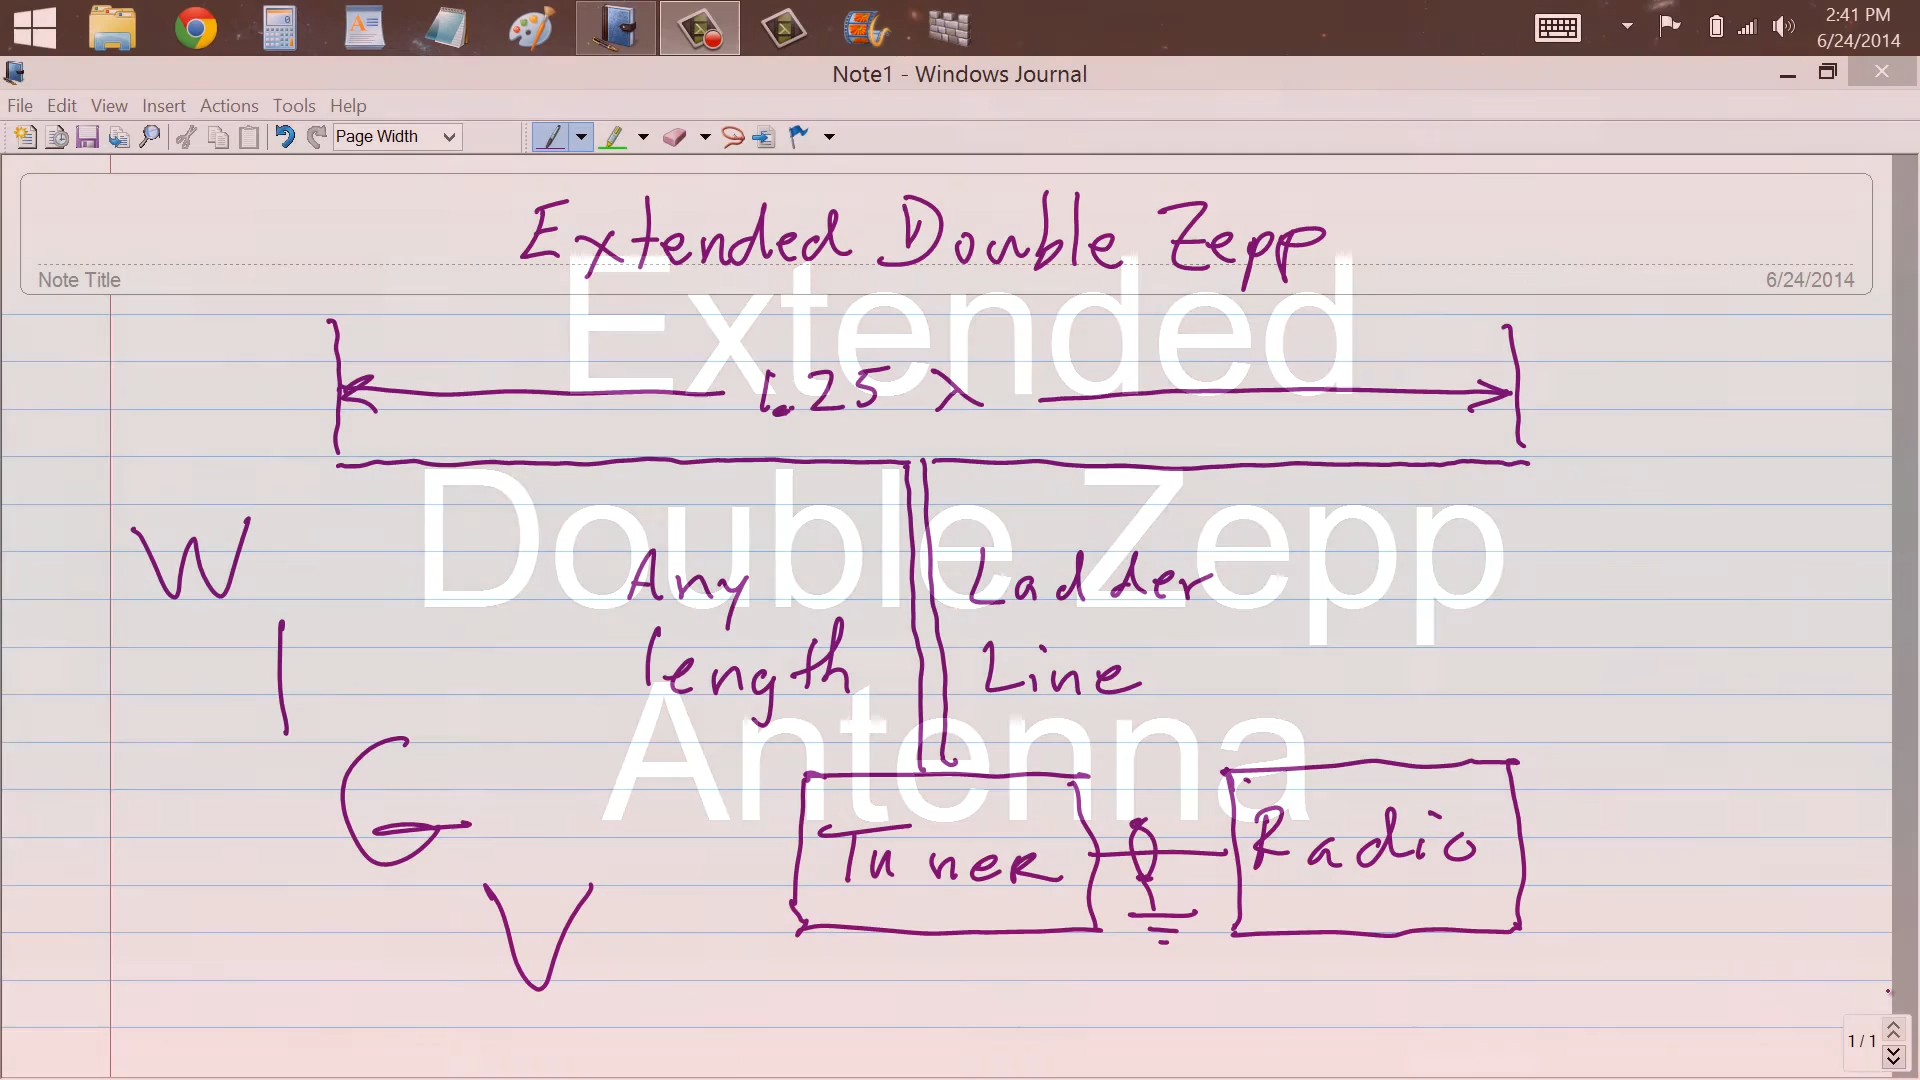 2:41 PM
6/24/2014
Note1 - Windows Journal
File Edit View Insert Actions Tools Help
Page Width
Extended Double Zepp
Note Title
6/24/2014
Extended
1.25 λ
Double Zepp
W
Any
Ladder
I
length
Line
Antenna
G
Tuner
Radio
V
1 / 1